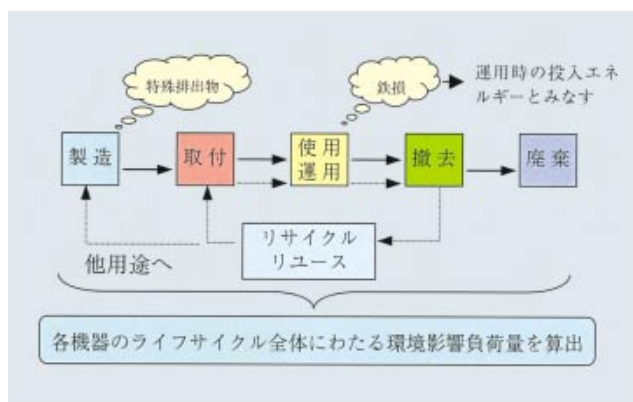 特殊排出物
鉄損
運用時の投入エネ
ルギーとみなす
製造
取付
使用
運用
撤去
廃棄
リサイクル
リユース
他用途へ
各機器のライフサイクル全体にわたる環境影響負荷量を算出